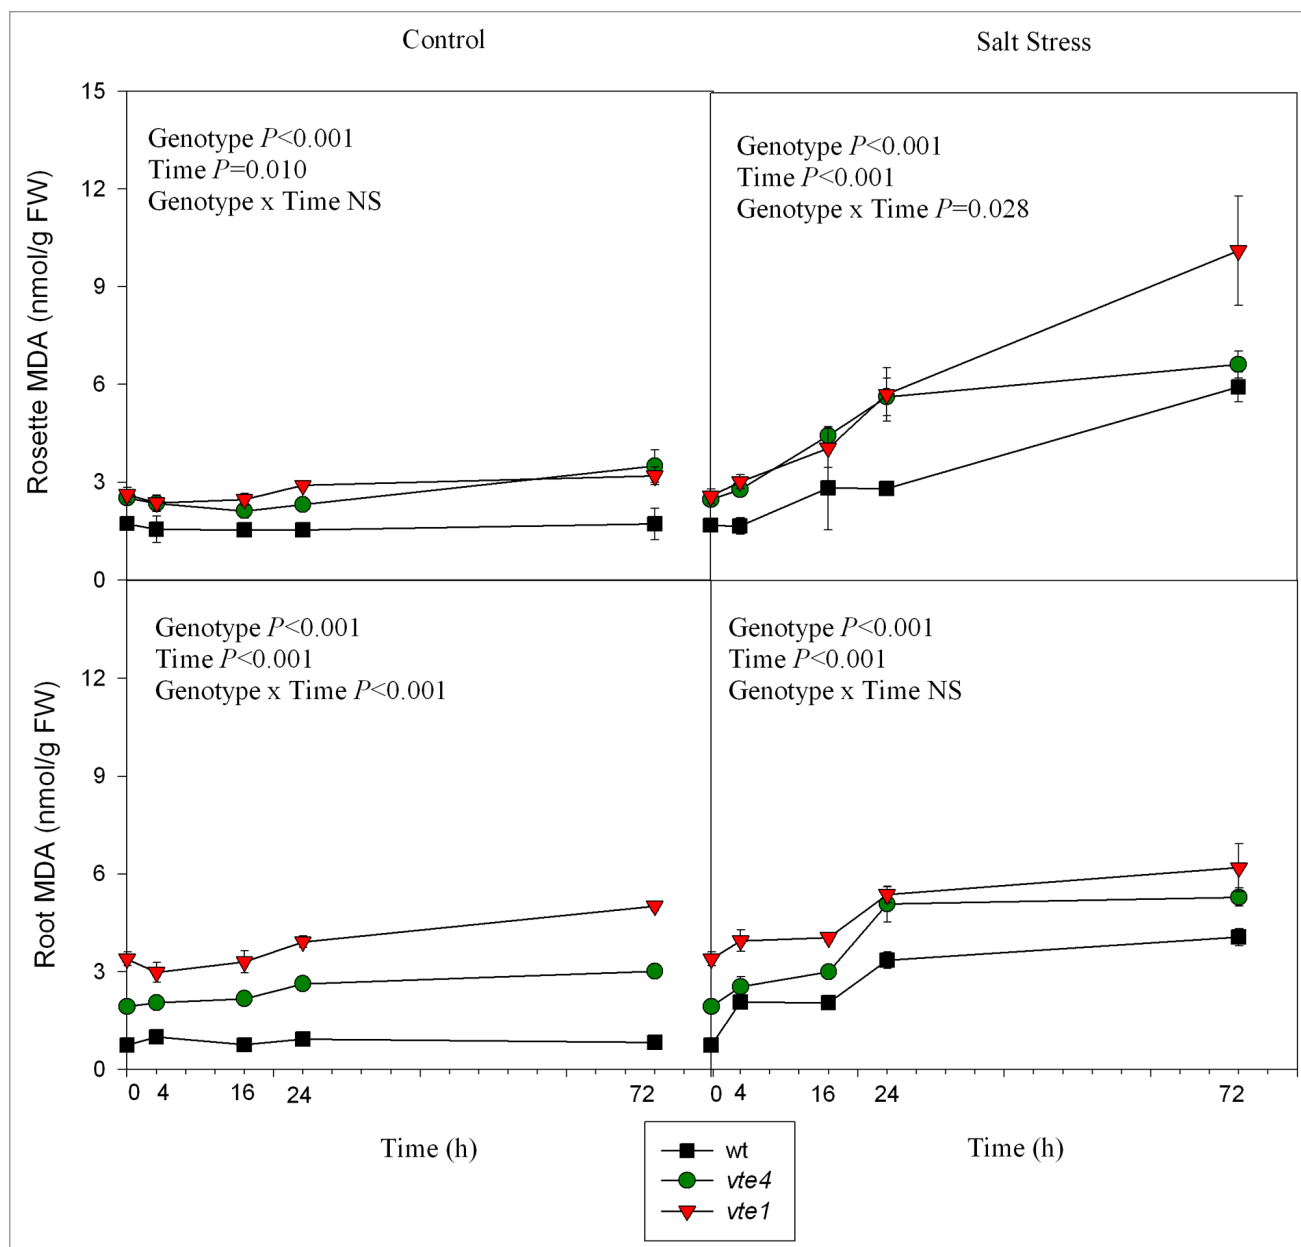 Control
Salt Stress
Rosette MDA (nmol/g FW)
15
12
9
6
3
0
Genotype P<0.001
Time P=0.010
Genotype x Time NS
Genotype P<0.001
Time P<0.001
Genotype x Time P=0.028
Root MDA (nmol/g FW)
12
9
6
3
0
Genotype P<0.001
Time P<0.001
Genotype x Time P<0.001
Genotype P<0.001
Time P<0.001
Genotype x Time NS
0 4 16 24 72
0 4 16 24 72
Time (h)
Time (h)
wt
vte4
vte1